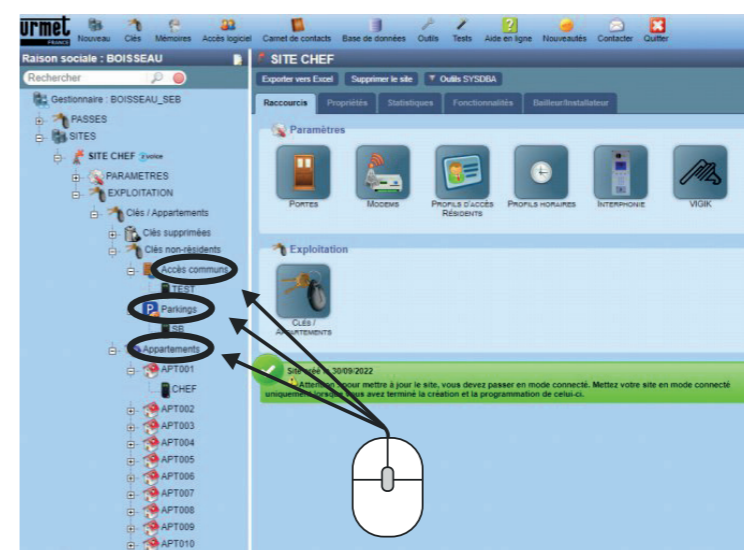 urmet
FRANCE
Nouveau Clés Mémoires Accès logiciel Carnet de contacts Base de données Outils Tests Aide en ligne Nouveautés Contacter Quitter
Raison sociale : BOISSEAU
Rechercher
Gestionnaire : BOISSEAU_SEB
PASSES
SITES
SITE CHEF
PARAMETRES
EXPLOITATION
Clés / Appartements
Clés supprimées
Clés non-résidents
Accès communs
TEST
Parkings
SB
Appartements
APT001
CHEF
APT002
APT003
APT004
APT005
APT006
APT007
APT008
APT009
APT010
SITE CHEF
Exporter vers Excel Supprimer le site Outils SYSDBA
Raccourcis Propriétés Statistiques Fonctionnalités Bailleur/Installateur
Paramètres
PORTES MODEMS PROFILS D'ACCÈS RÉSIDENTS PROFILS HORAIRES INTERPHONIE VIGIK
Exploitation
CLÉS / APPARTEMENTS
Site créé le 30/09/2022
Attention : pour mettre à jour le site, vous devez passer en mode connecté. Mettez votre site en mode connecté
uniquement lorsque vous avez terminé la création et la programmation de celui-ci.